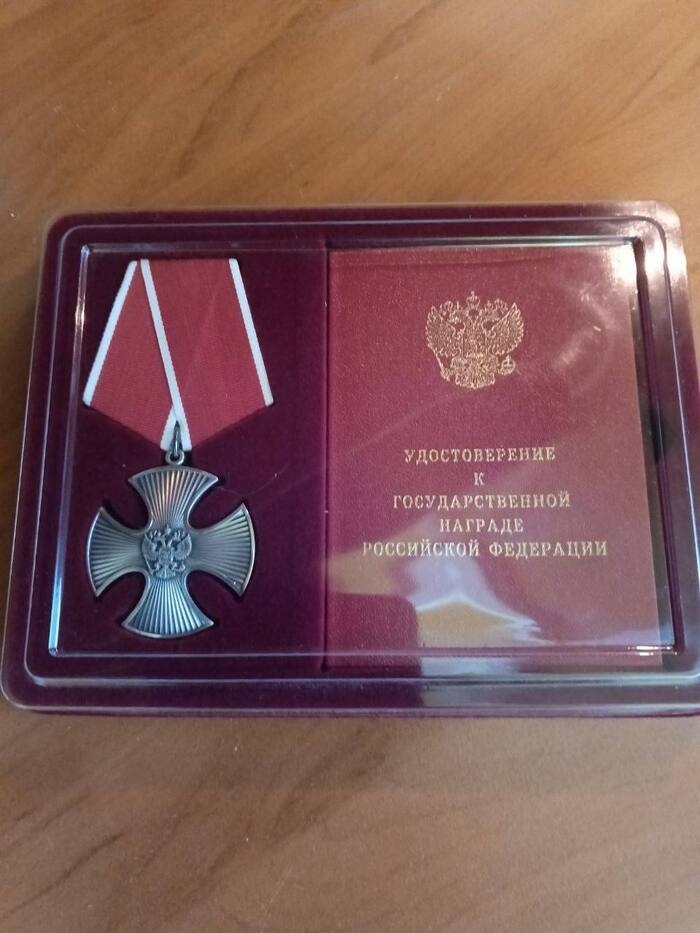 УДОСТОВЕРЕНИЕ
К
ГОСУДАРСТВЕННОЙ
НАГРАДЕ
РОССИЙСКОЙ ФЕДЕРАЦИИ